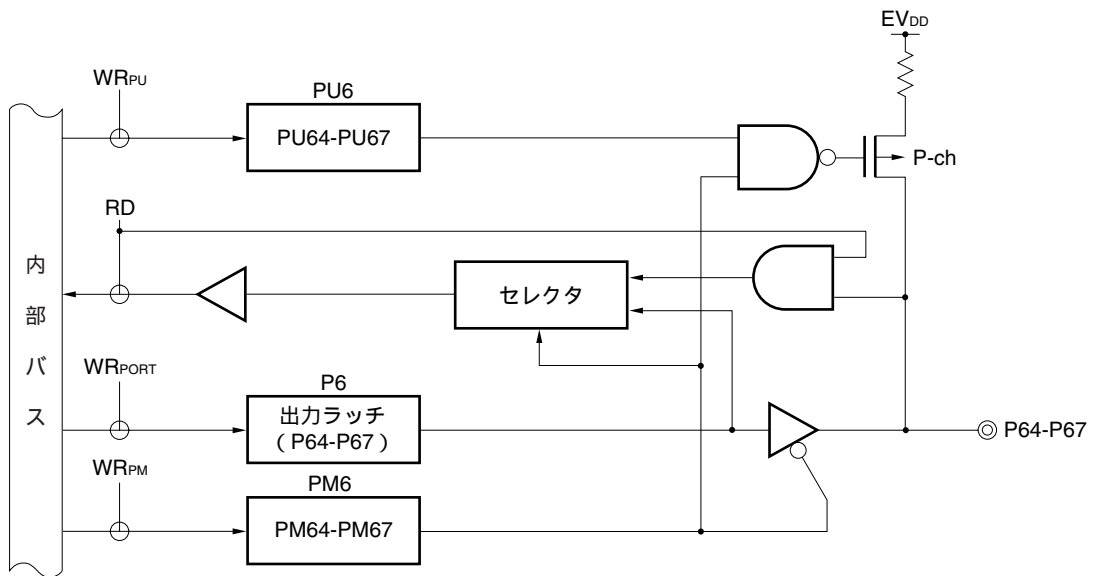 EVDD
WRPU
PU6
PU64-PU67
P-ch
RD
内部バス
セレクタ
WRPORT
P6
出力ラッチ
(P64-P67)
P64-P67
WRPM
PM6
PM64-PM67